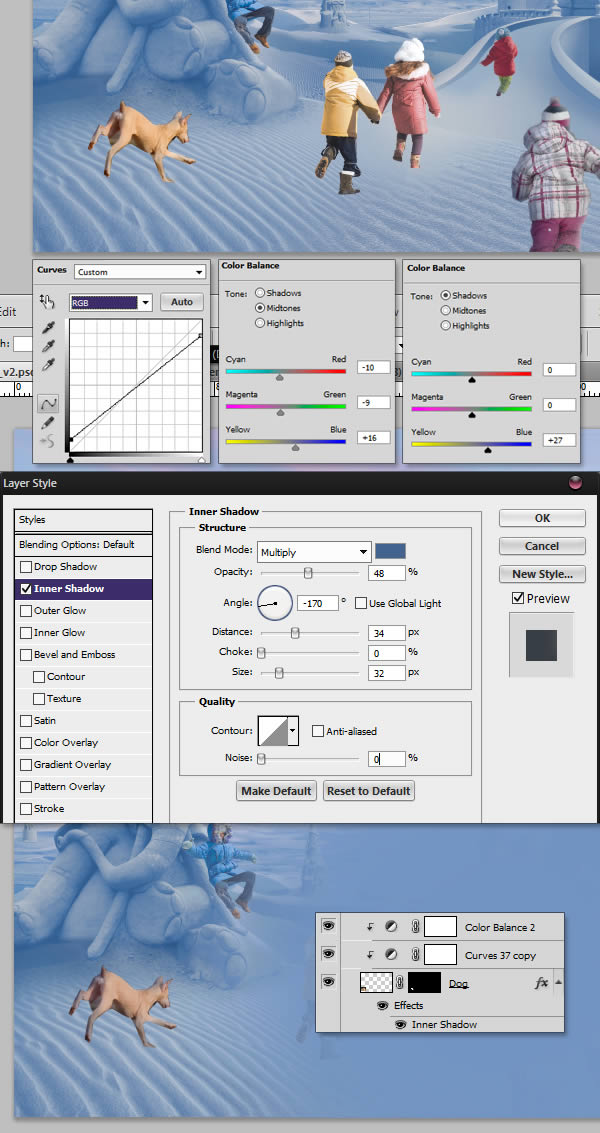 Curves
Custom
RGB
Auto
Color Balance
Tone:
Shadows
Midtones
Highlights
Cyan
Red
-10
Magenta
Green
-9
Yellow
Blue
+16
Color Balance
Tone:
Shadows
Midtones
Highlights
Cyan
Red
0
Magenta
Green
0
Yellow
Blue
+27
Edit
h:
_v2.ps
0
Layer Style
Styles
Blending Options: Default
Drop Shadow
Inner Shadow
Outer Glow
Inner Glow
Bevel and Emboss
Contour
Texture
Satin
Color Overlay
Gradient Overlay
Pattern Overlay
Stroke
Inner Shadow
Structure
Blend Mode: Multiply
Opacity: 48 %
Angle: -170 ° Use Global Light
Distance: 34 px
Choke: 0 %
Size: 32 px
Quality
Contour: Anti-aliased
Noise: 0 %
Make Default Reset to Default
OK
Cancel
New Style...
Preview
Color Balance 2
Curves 37 copy
Dog fx
Effects
Inner Shadow